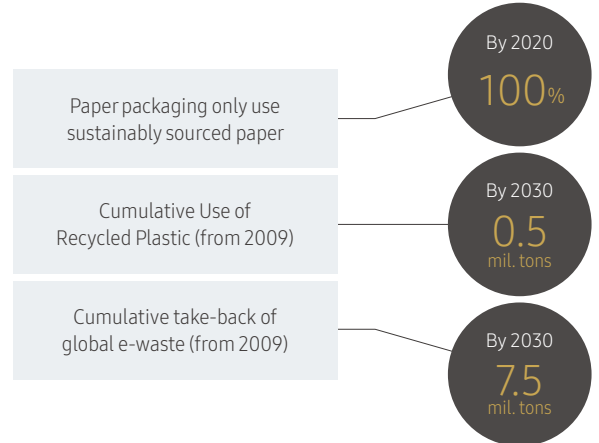 Paper packaging only use
sustainably sourced paper
By 2020
100%
Cumulative Use of
Recycled Plastic (from 2009)
By 2030
0.5
mil. tons
Cumulative take-back of
global e-waste (from 2009)
By 2030
7.5
mil. tons